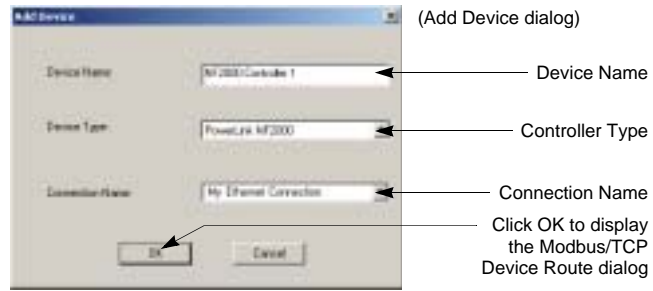 Add Device
(Add Device dialog)
Device Name
NF2000 Controller 1
Device Name
Device Type
PowerLink NF2000
Controller Type
Connection Name
My Ethernet Connection
Connection Name
OK
Cancel
Click OK to display
the Modbus/TCP
Device Route dialog